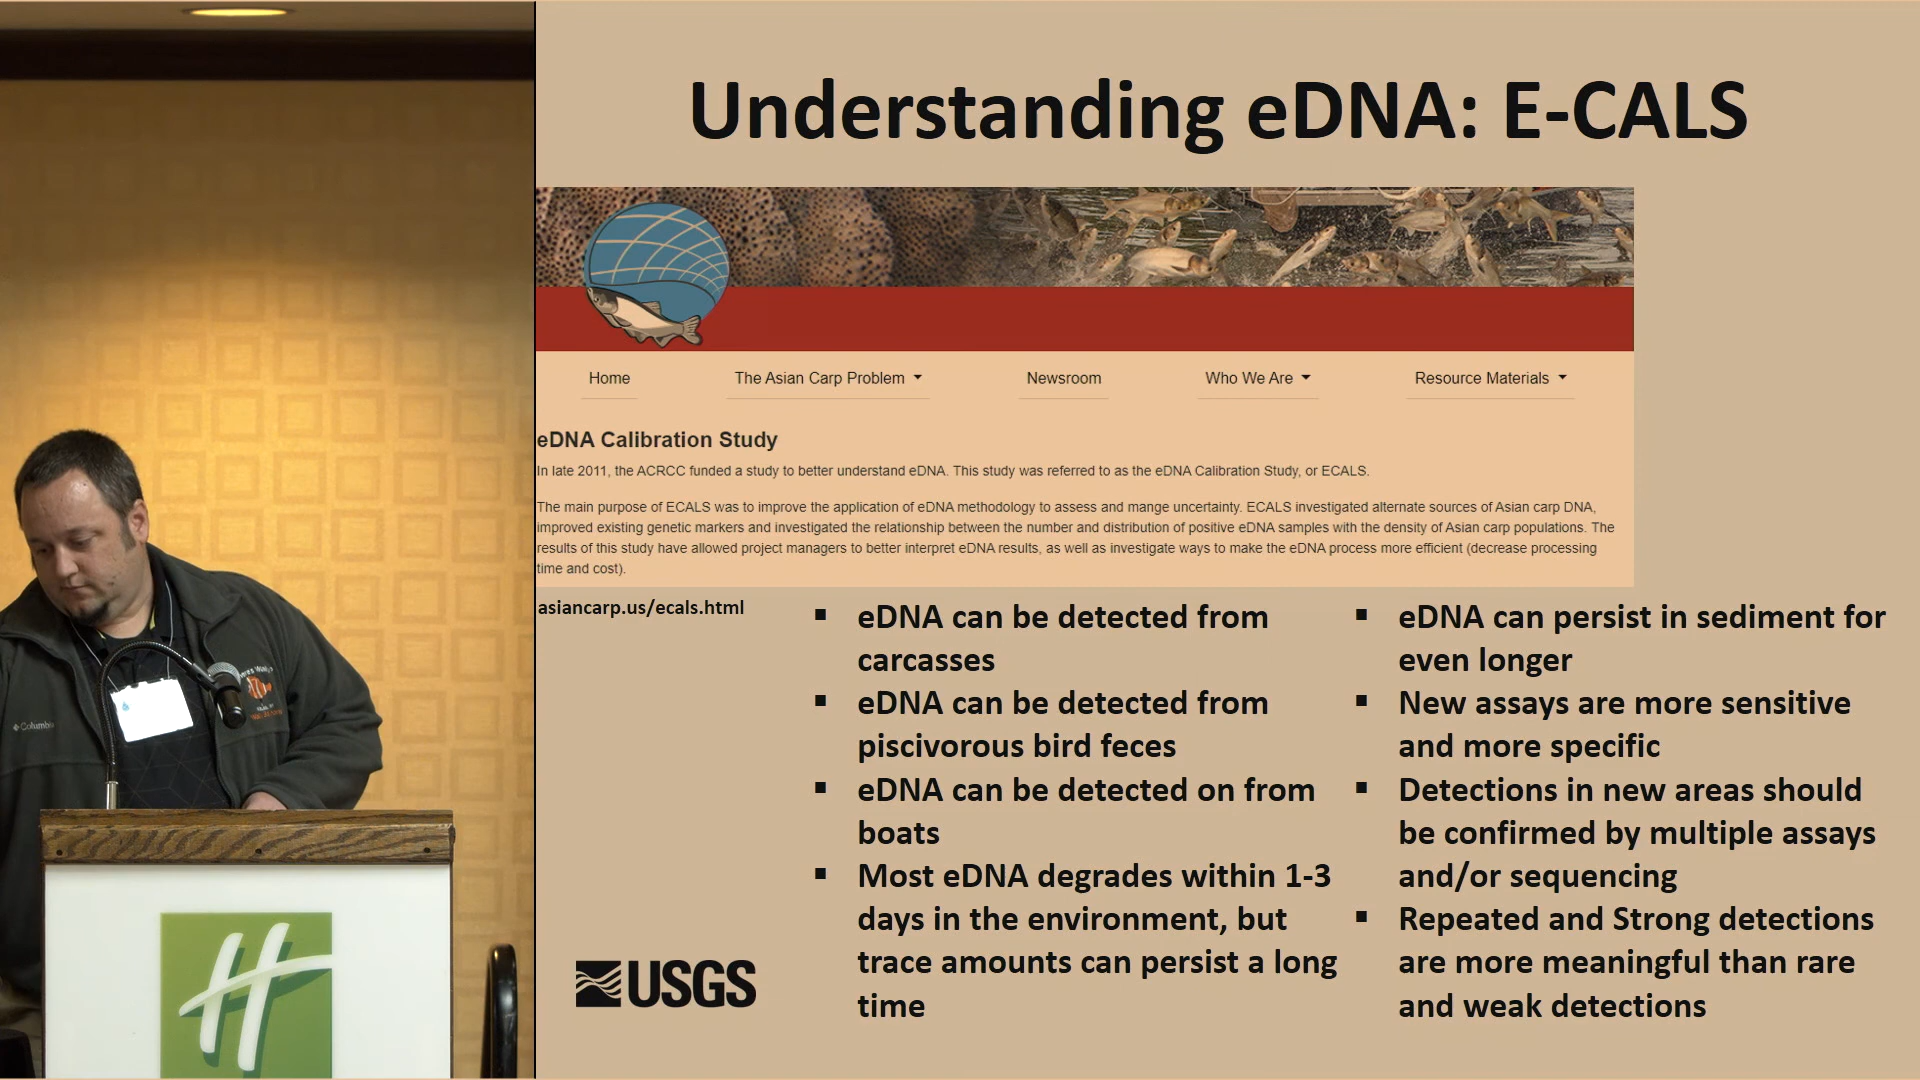 Understanding eDNA: E-CALS
Home
The Asian Carp Problem
Newsroom
Who We Are
Resource Materials
eDNA Calibration Study
In late 2011, the ACRCC funded a study to better understand eDNA. This study was referred to as the eDNA Calibration Study, or ECALS.
The main purpose of ECALS was to improve the application of eDNA methodology to assess and mange uncertainty. ECALS investigated alternate sources of Asian carp DNA,
improved existing genetic markers and investigated the relationship between the number and distribution of positive eDNA samples with the density of Asian carp populations. The
results of this study have allowed project managers to better interpret eDNA results, as well as investigate ways to make the eDNA process more efficient (decrease processing
time and cost).
asiancarp.us/ecals.html
▪ eDNA can be detected from
carcasses
▪ eDNA can be detected from
piscivorous bird feces
▪ eDNA can be detected on from
boats
▪ Most eDNA degrades within 1-3
days in the environment, but
trace amounts can persist a long
time
▪ eDNA can persist in sediment for
even longer
▪ New assays are more sensitive
and more specific
▪ Detections in new areas should
be confirmed by multiple assays
and/or sequencing
▪ Repeated and Strong detections
are more meaningful than rare
and weak detections
USGS
Columbia
H